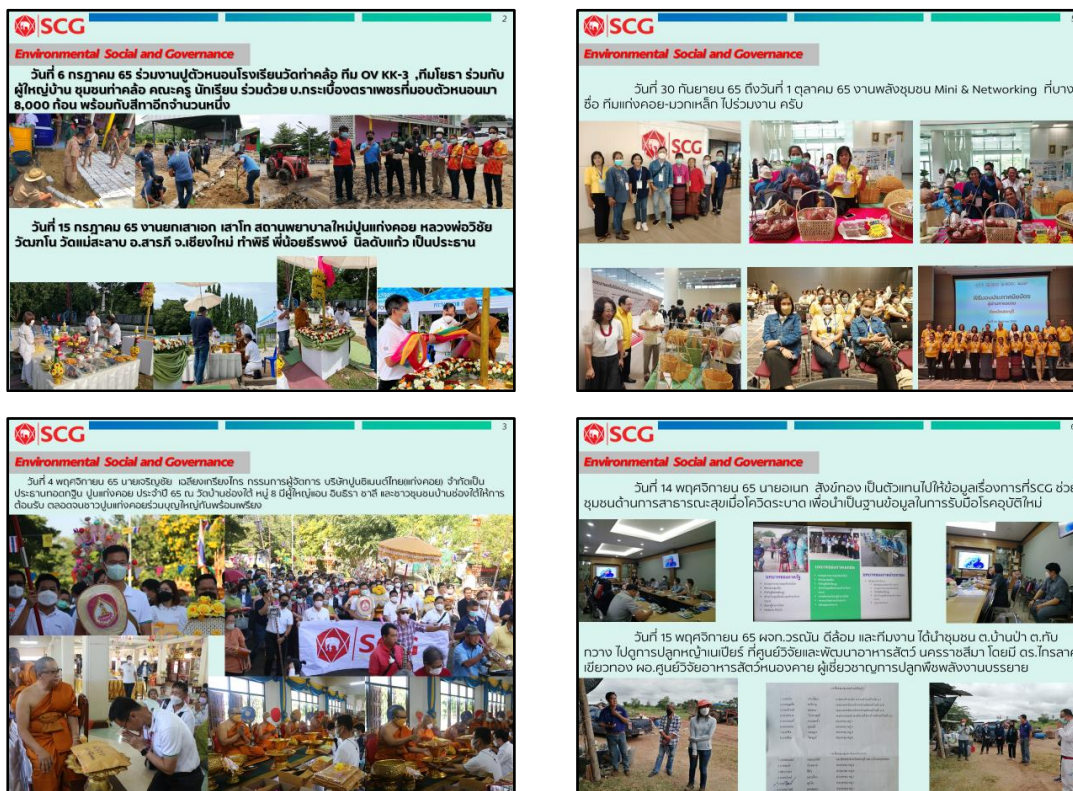 SCG
2
Environmental Social and Governance
วันที่ 6 กรกฎาคม 65 ร่วมงานปูตัวหนอนโรงเรียนวัดท่าคล้อ ทีม OV KK-3 ,ทีมโยธา ร่วมกับ
ผู้ใหญ่บ้าน ชุมชนท่าคล้อ คณะครู นักเรียน ร่วมด้วย บ.กระเบื้องตราเพชรที่มอบตัวหนอนมา
8,000 ก้อน พร้อมกับสีทาอีกจำนวนหนึ่ง
วันที่ 15 กรกฎาคม 65 งานยกเสาเอก เสาโท สถานพยาบาลใหม่ปูนแก่งคอย หลวงพ่อวิชัย
วัฒฑโน วัดแม่สะลาบ อ.สารภี จ.เชียงใหม่ ทำพิธี พี่น้อยธีรพงษ์ นิลดับแก้ว เป็นประธาน
SCG
5
Environmental Social and Governance
วันที่ 30 กันยายน 65 ถึงวันที่ 1 ตุลาคม 65 งานพลังชุมชน Mini & Networking ที่บาง
ซื่อ ทีมแก่งคอย-มวกเหล็ก ไปร่วมงาน ครับ
SCG
SCG
3
Environmental Social and Governance
วันที่ 4 พฤศจิกายน 65 นายเจริญชัย เฉลียงเกรียงไกร กรรมการผู้จัดการ บริษัทปูนซิเมนต์ไทย(แก่งคอย) จำกัดเป็น
ประธานทอดกฐิน ปูนแก่งคอย ประจำปี 65 ณ วัดบ้านช่องใต้ หมู่ 8 มีผู้ใหญ่แอน อินธิรา ชาลี และชาวชุมชนบ้านช่องใต้ให้การ
ต้อนรับ ตลอดจนชาวปูนแก่งคอยร่วมบุญใหญ่กันพร้อมเพรียง
SCG
6
Environmental Social and Governance
วันที่ 14 พฤศจิกายน 65 นายอเนก สังข์ทอง เป็นตัวแทนไปให้ข้อมูลเรื่องการที่SCG ช่วย
ชุมชนด้านการสาธารณะสุขเมื่อโควิดระบาด เพื่อนำเป็นฐานข้อมูลในการรับมือโรคอุบัติใหม่
วันที่ 15 พฤศจิกายน 65 ผจก.วรณัน ดีล้อม และทีมงาน ได้นำชุมชน ต.บ้านป่า ต.ทับ
กวาง ไปดูการปลูกหญ้าเนเปียร์ ที่ศูนย์วิจัยและพัฒนาอาหารสัตว์ นครราชสีมา โดยมี ดร.ไกรลาศ
เขียวทอง ผอ.ศูนย์วิจัยอาหารสัตว์หนองคาย ผู้เชี่ยวชาญการปลูกพืชพลังงานบรรยาย